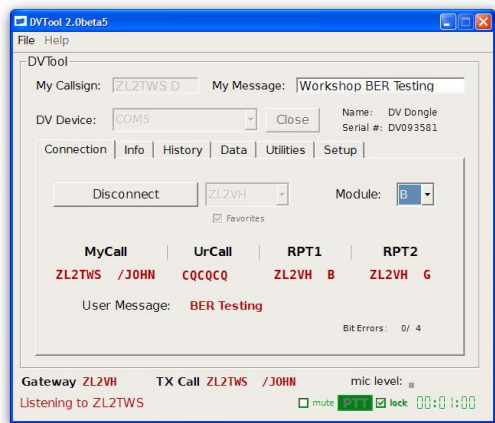 DVTool 2.0beta5
File Help
DVTool
My Callsign: ZL2TWS D My Message: Workshop BER Testing
DV Device: COM5 Close Name: DV Dongle
Serial #: DV093581
Connection Info History Data Utilities Setup
Disconnect ZL2VH Module: B
Favorites
MyCall UrCall RPT1 RPT2
ZL2TWS /JOHN CQCQCQ ZL2VH B ZL2VH G
User Message: BER Testing
Bit Errors: 0/ 4
Gateway ZL2VH TX Call ZL2TWS /JOHN mic level:
Listening to ZL2TWS mute PTT lock 00:01:00